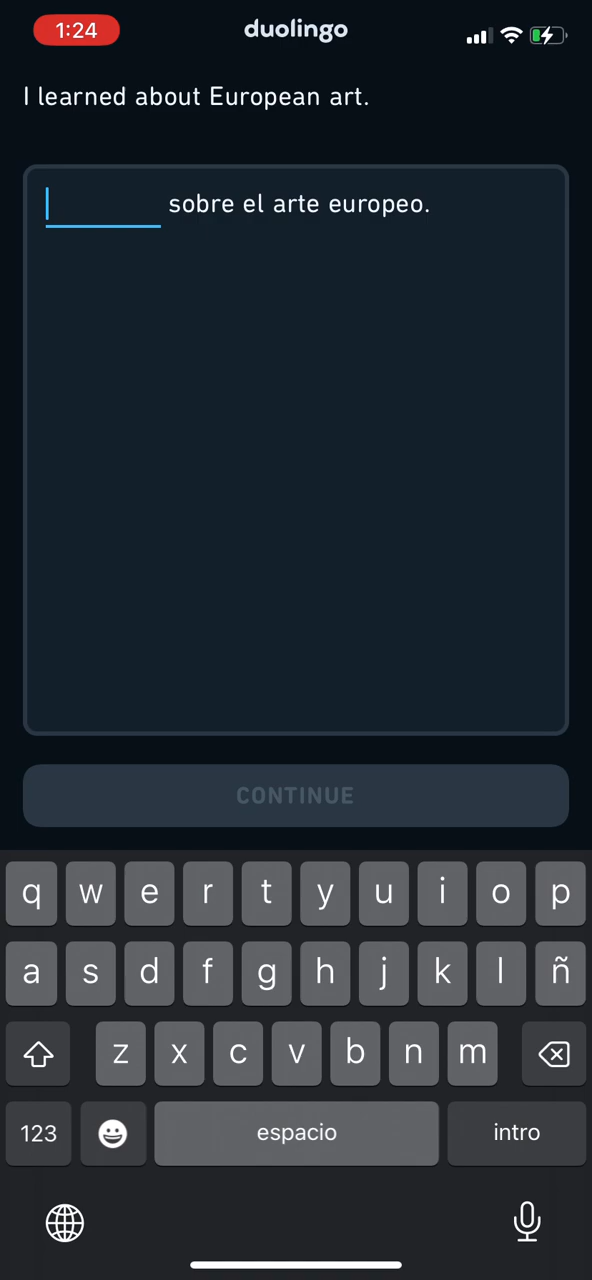 1:24
duolingo
I learned about European art.
sobre el arte europeo.
CONTINUE
q w e r t y u i o p
a s d f g h j k l ñ
z x c v b n m
123 espacio intro